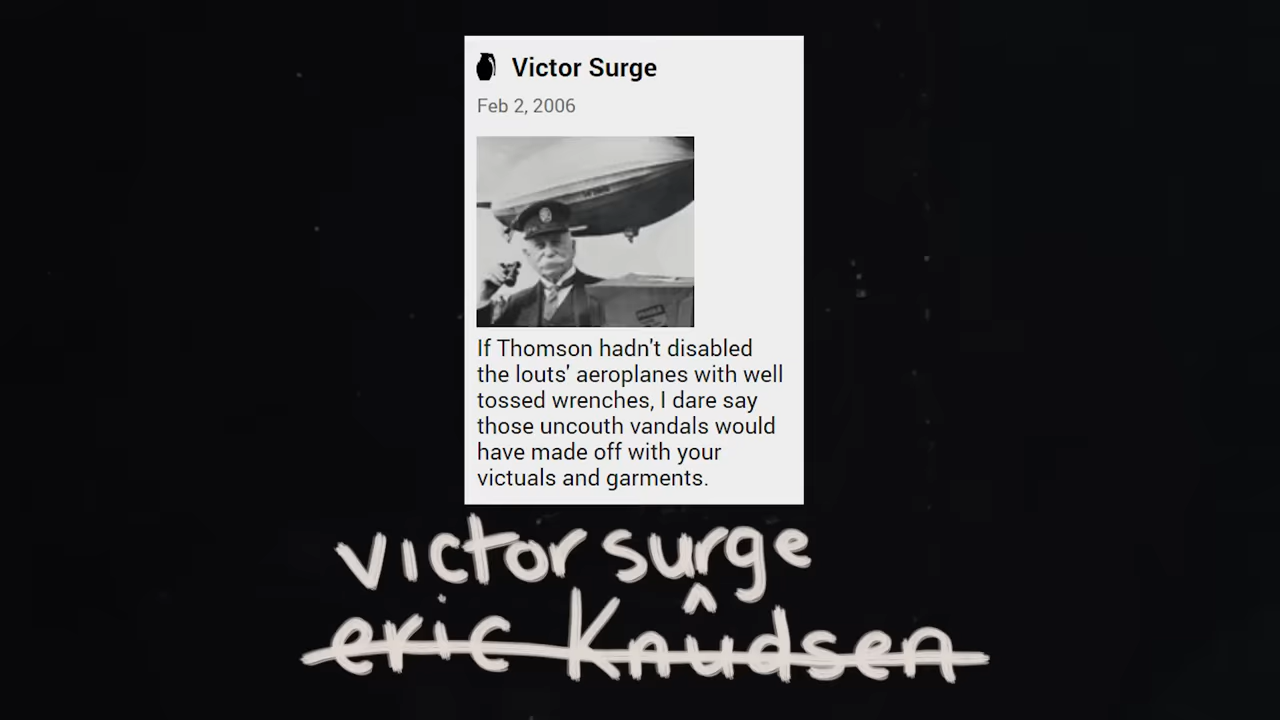 Victor Surge
Feb 2, 2006
If Thomson hadn't disabled
the louts' aeroplanes with well
tossed wrenches, I dare say
those uncouth vandals would
have made off with your
victuals and garments.
victor surge
eric Knudsen